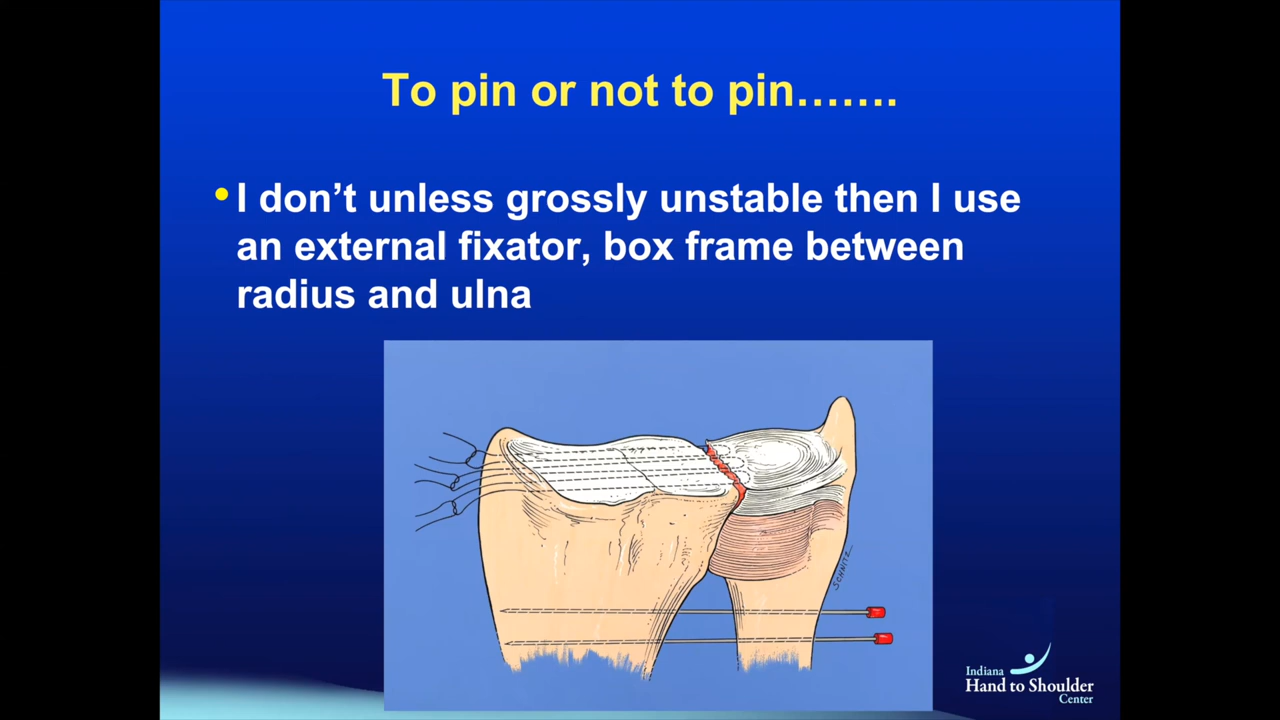 To pin or not to pin…….
•I don’t unless grossly unstable then I use
an external fixator, box frame between
radius and ulna
SCHNITZ
Indiana
Hand to Shoulder
Center